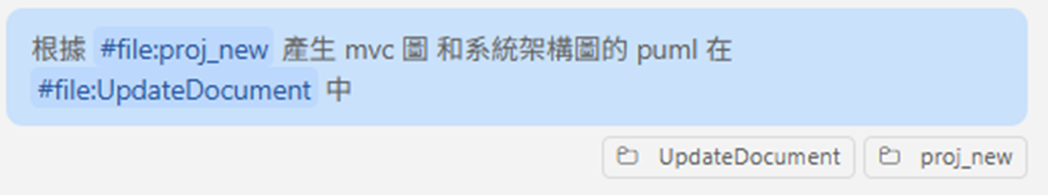 根據 #file:proj_new 產生 mvc 圖 和系統架構圖的 puml 在
#file:UpdateDocument 中
UpdateDocument proj_new